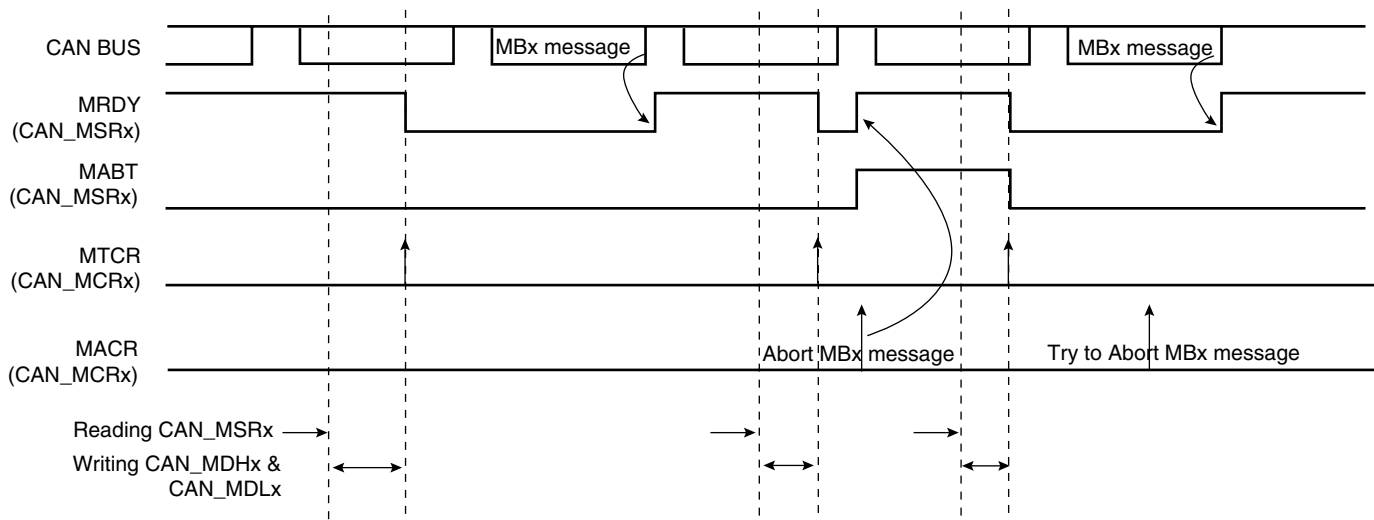 CAN BUS
MBx message
MBx message
MRDY
(CAN_MSRx)
MABT
(CAN_MSRx)
MTCR
(CAN_MCRx)
MACR
(CAN_MCRx)
Abort MBx message
Try to Abort MBx message
Reading CAN_MSRx
Writing CAN_MDHx &
CAN_MDLx